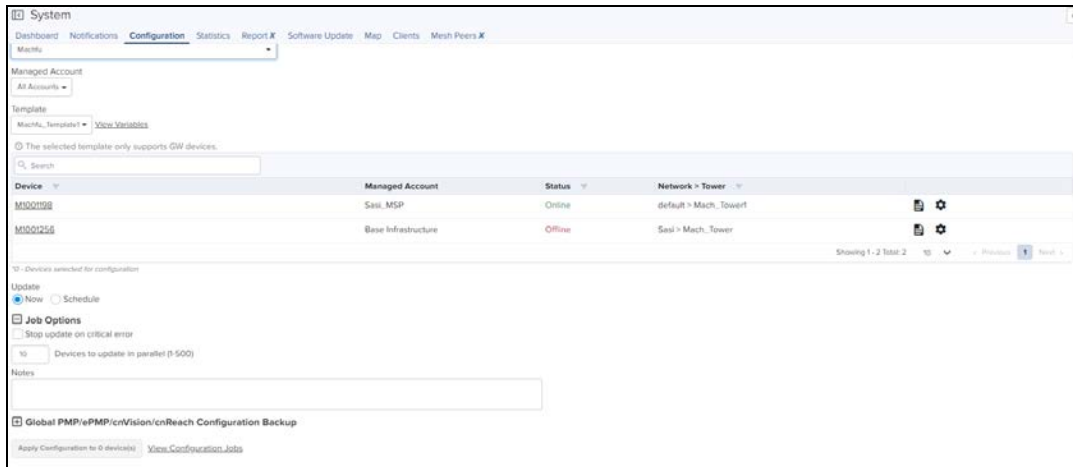 System
Dashboard Notifications Configuration Statistics Report X Software Update Map Clients Mesh Peers X
Machfu
Managed Account
All Accounts
Template
Machfu_Template1 View Variables
The selected template only supports GW devices.
Search
Device Managed Account Status Network > Tower
M1001198 Sasi_MSP Online default > Mach_Tower1
M1001256 Base Infrastructure Offline Sasi > Mach_Tower
Showing 1 - 2 Total: 2 10 < Previous 1 Next >
*0 - Devices selected for configuration
Update
Now Schedule
Job Options
Stop update on critical error
10 Devices to update in parallel (1-500)
Notes
Global PMP/ePMP/cnVision/cnReach Configuration Backup
Apply Configuration to 0 device(s) View Configuration Jobs